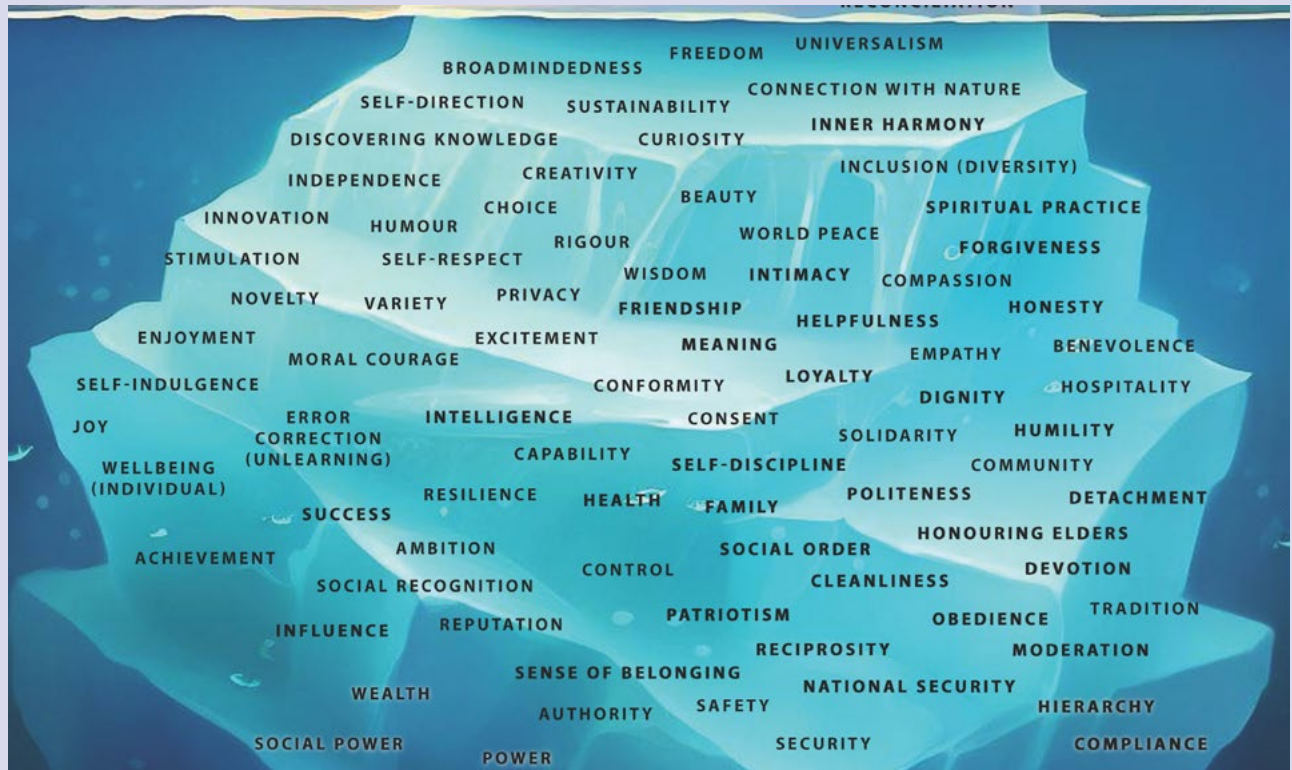 RECONCILIATION
FREEDOM
UNIVERSALISM
BROADMINDEDNESS
CONNECTION WITH NATURE
SELF-DIRECTION
SUSTAINABILITY
INNER HARMONY
DISCOVERING KNOWLEDGE
CURIOSITY
INCLUSION (DIVERSITY)
INDEPENDENCE
CREATIVITY
BEAUTY
CHOICE
SPIRITUAL PRACTICE
INNOVATION
HUMOUR
RIGOUR
WORLD PEACE
FORGIVENESS
STIMULATION
SELF-RESPECT
WISDOM
INTIMACY
COMPASSION
NOVELTY
VARIETY
PRIVACY
FRIENDSHIP
HELPFULNESS
HONESTY
ENJOYMENT
EXCITEMENT
MEANING
EMPATHY
BENEVOLENCE
MORAL COURAGE
SELF-INDULGENCE
CONFORMITY
LOYALTY
DIGNITY
HOSPITALITY
JOY
ERROR
CORRECTION
(UNLEARNING)
INTELLIGENCE
CONSENT
SOLIDARITY
HUMILITY
WELLBEING
(INDIVIDUAL)
CAPABILITY
SELF-DISCIPLINE
COMMUNITY
RESILIENCE
HEALTH
FAMILY
POLITENESS
DETACHMENT
SUCCESS
HONOURING ELDERS
ACHIEVEMENT
AMBITION
SOCIAL ORDER
CONTROL
CLEANLINESS
DEVOTION
SOCIAL RECOGNITION
PATRIOTISM
OBEDIENCE
TRADITION
INFLUENCE
REPUTATION
RECIPROSITY
MODERATION
SENSE OF BELONGING
NATIONAL SECURITY
WEALTH
AUTHORITY
SAFETY
HIERARCHY
SOCIAL POWER
POWER
SECURITY
COMPLIANCE